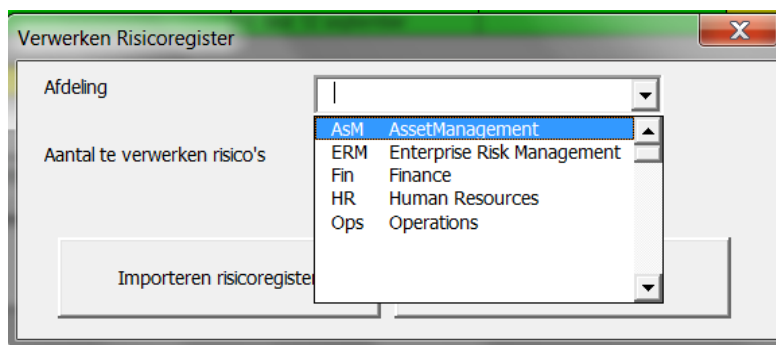 Verwerken Risicoregister
X
Afdeling
AsM AssetManagement
ERM Enterprise Risk Management
Fin Finance
HR Human Resources
Ops Operations
Aantal te verwerken risico's
Importeren risicoregister